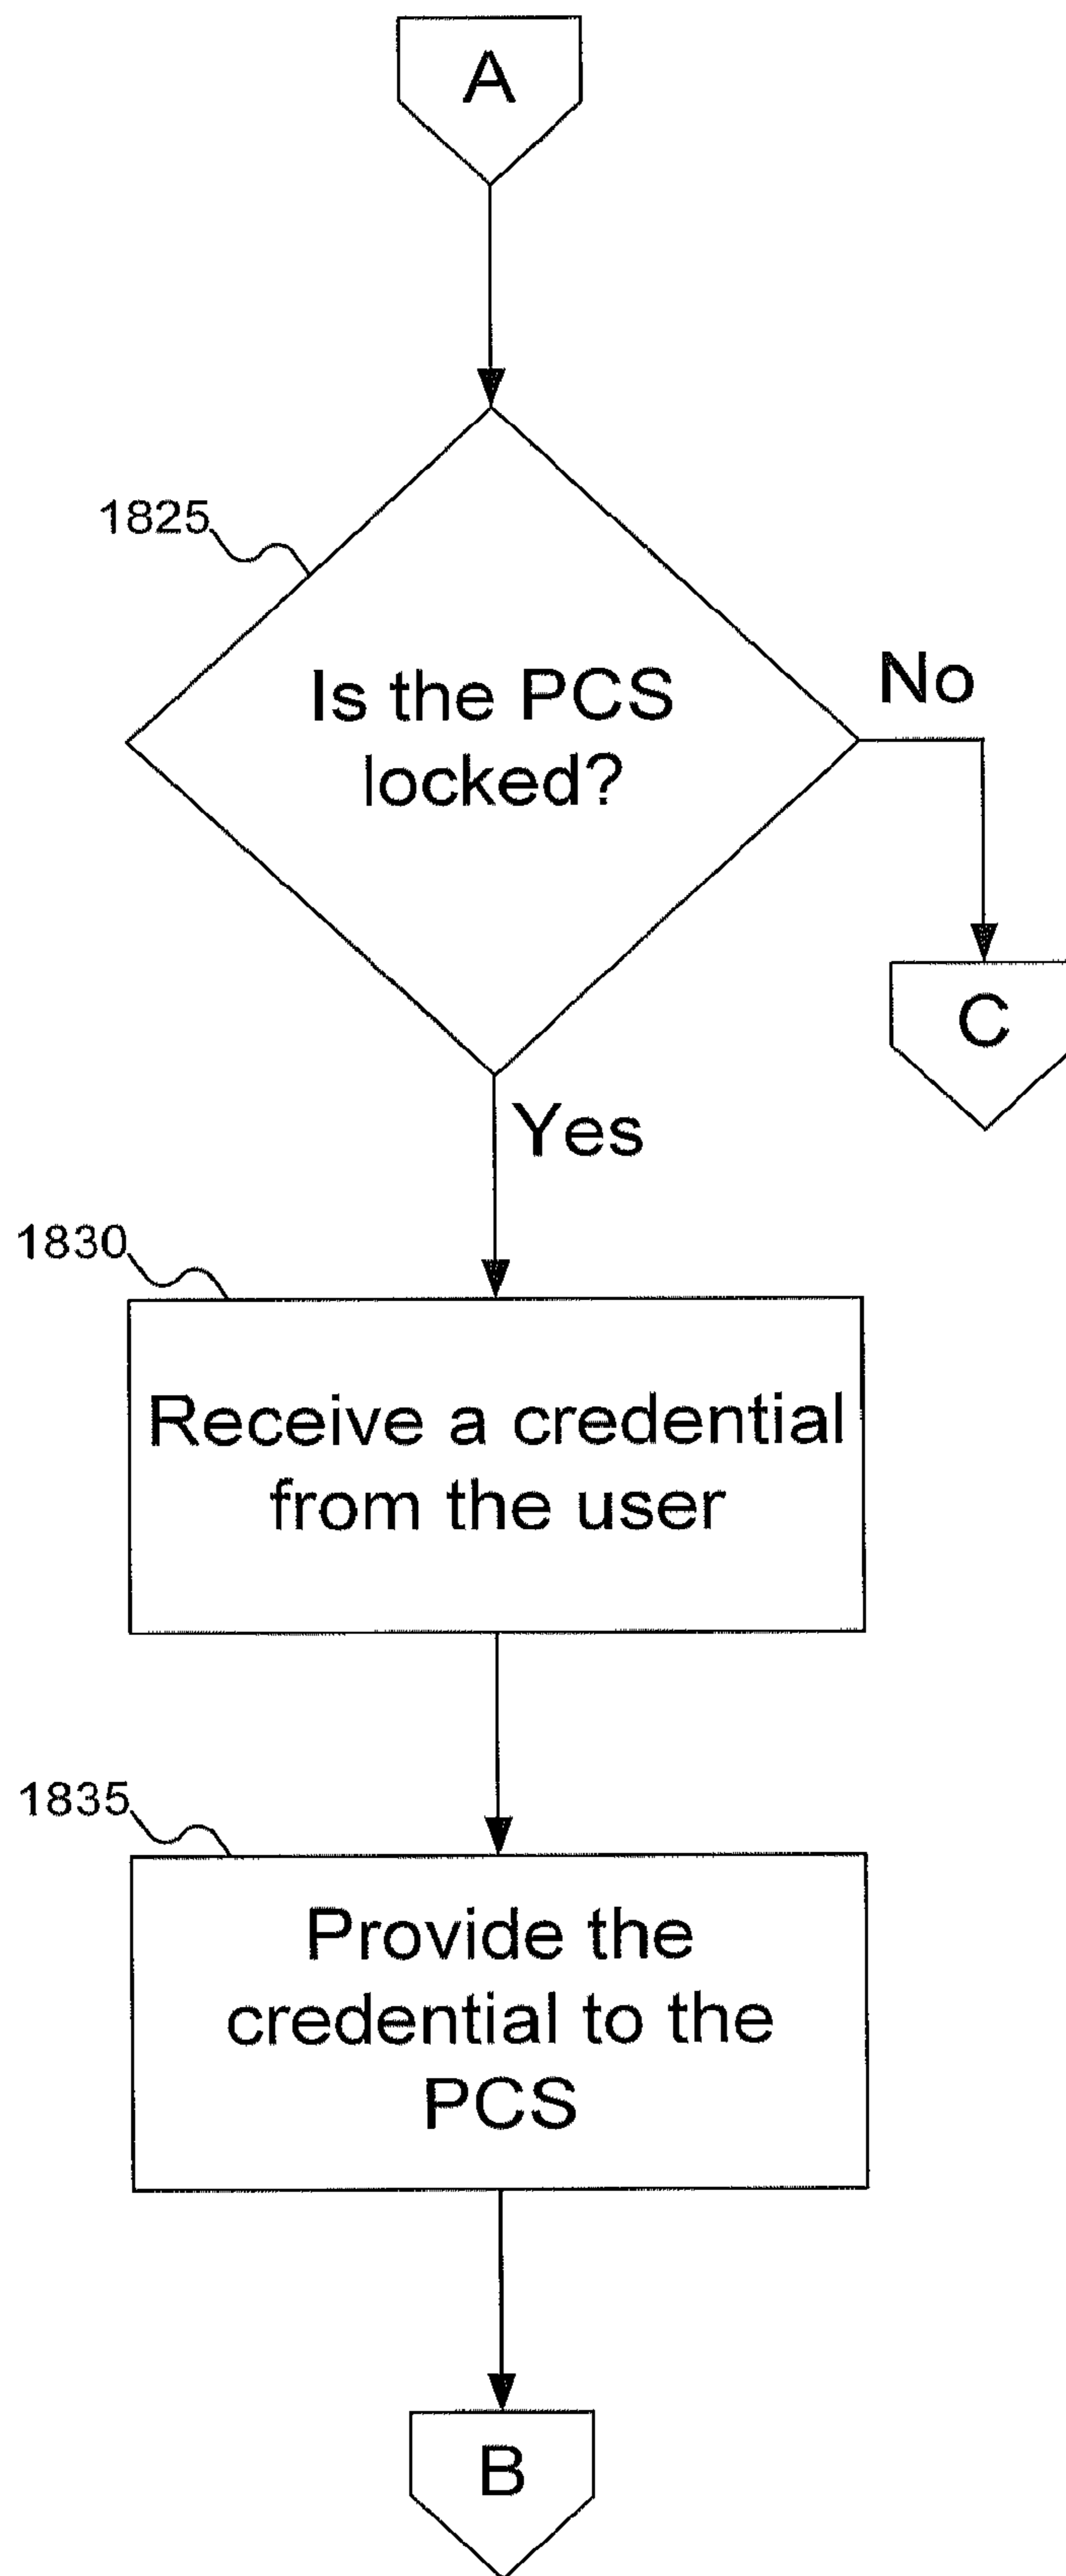 A
1825
Is the PCS
locked?
No
C
Yes
1830
Receive a credential
from the user
1835
Provide the
credential to the
PCS
B